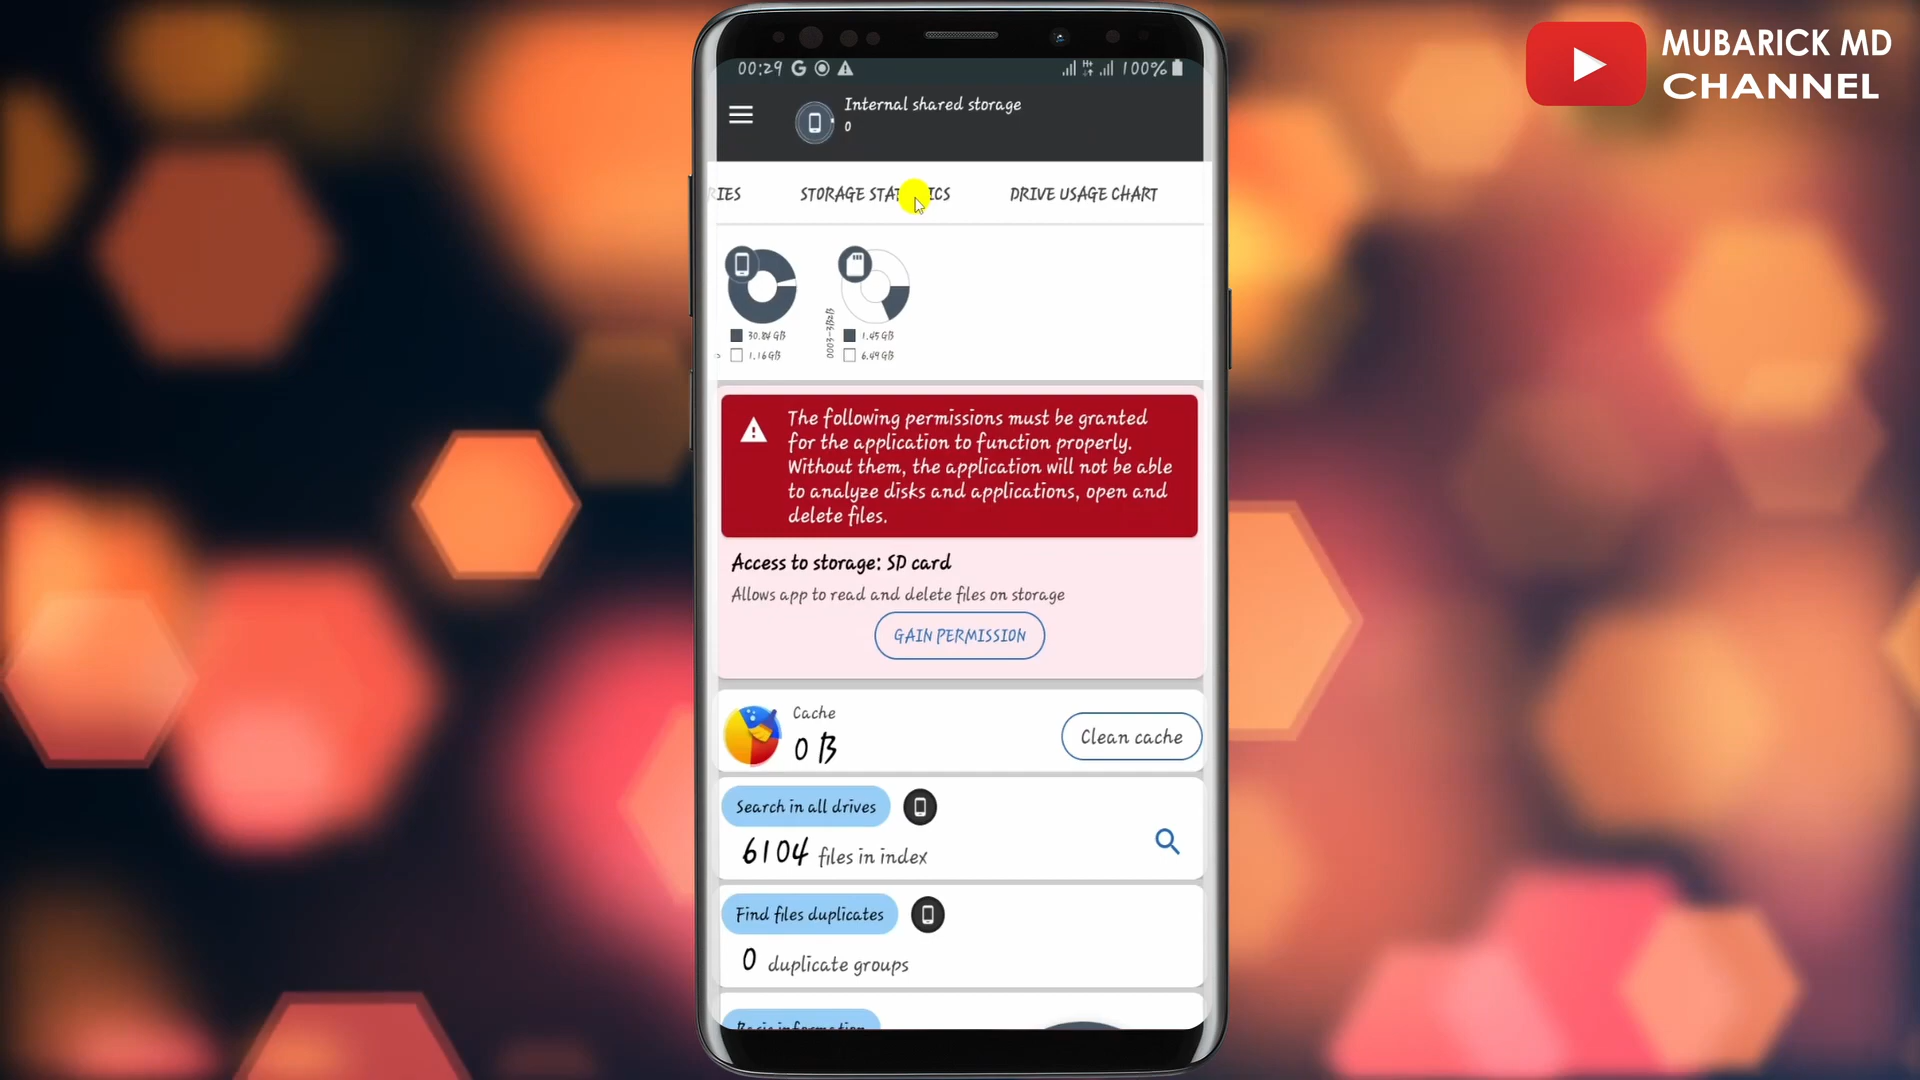 MUBARICK MD
CHANNEL
00:29 G H+ 100%
Internal shared storage
0
RIES STORAGE STATISTICS DRIVE USAGE CHART
30.84 GB
1.16 GB
1.45 GB
6.49 GB
The following permissions must be granted
for the application to function properly.
Without them, the application will not be able
to analyze disks and applications, open and
delete files.
Access to storage: SD card
Allows app to read and delete files on storage
GAIN PERMISSION
Cache
0 B
Clean cache
Search in all drives
6104 files in index
Find files duplicates
0 duplicate groups
Basic information